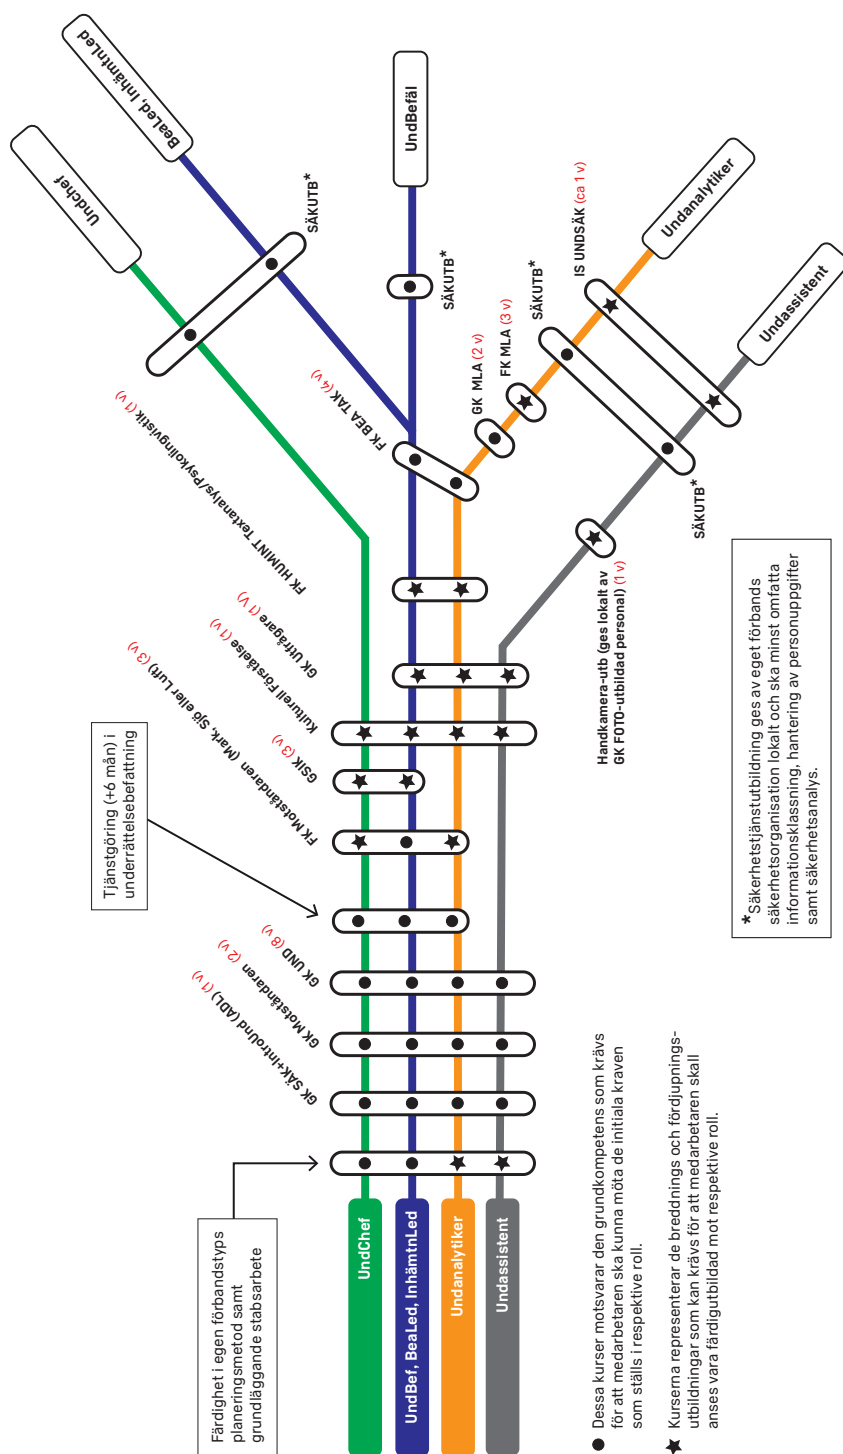 Färdighet i egen förbandstyps
planeringsmetod samt
grundläggande stabsarbete
Tjänstgöring (+6 mån) i
underrättelsebefattning
UndChef
UndBef, BeaLed, InhämtnLed
Undanalytiker
Undassistent
GK SÄK+IntroUnd (ADL) (1 v)
GK Motståndaren (2 v)
GK UND (8 v)
FK Motståndaren (Mark, Sjö eller Luft) (3 v)
GSIK (3 v)
Kulturell Förståelse (1 v)
GK Utfrågare (1 V)
FK HUMINT Textanalys/Psykolingvistik (1 v)
FK BEA TAK (4 v)
SÄKUTB*
Undchef
BeaLed, InhämtnLed
SÄKUTB*
UndBefäl
GK MLA (2 v)
FK MLA (3 v)
SÄKUTB*
IS UNDSÄK (ca 1 v)
Undanalytiker
Handkamera-utb (ges lokalt av
GK FOTO-utbildad personal) (1 v)
SÄKUTB*
Undassistent
● Dessa kurser motsvarar den grundkompetens som krävs
för att medarbetaren ska kunna möta de initiala kraven
som ställs i respektive roll.
★ Kurserna representerar de breddnings och fördjupnings-
utbildningar som kan krävs för att medarbetaren skall
anses vara färdigutbildad mot respektive roll.
*Säkerhetstjänstutbildning ges av eget förbands
säkerhetsorganisation lokalt och ska minst omfatta
informationsklassning, hantering av personuppgifter
samt säkerhetsanalys.